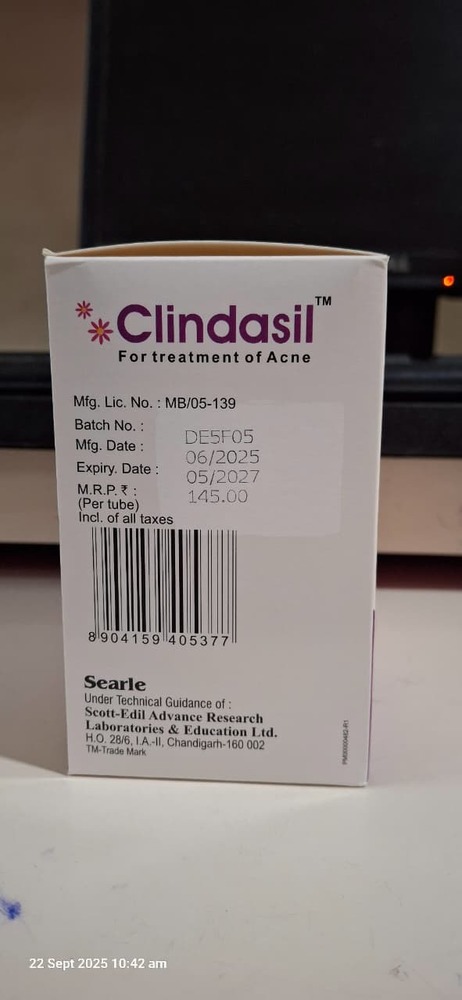 Clindasil™
For treatment of Acne
Mfg. Lic. No. : MB/05-139
Batch No. : DE5F05
Mfg. Date : 06/2025
Expiry. Date : 05/2027
M.R.P. ₹ : 145.00
(Per tube)
Incl. of all taxes
8 904159 405377
Searle
Under Technical Guidance of :
Scott-Edil Advance Research
Laboratories & Education Ltd.
H.O. 28/6, I.A.-II, Chandigarh-160 002
TM-Trade Mark
22 Sept 2025 10:42 am